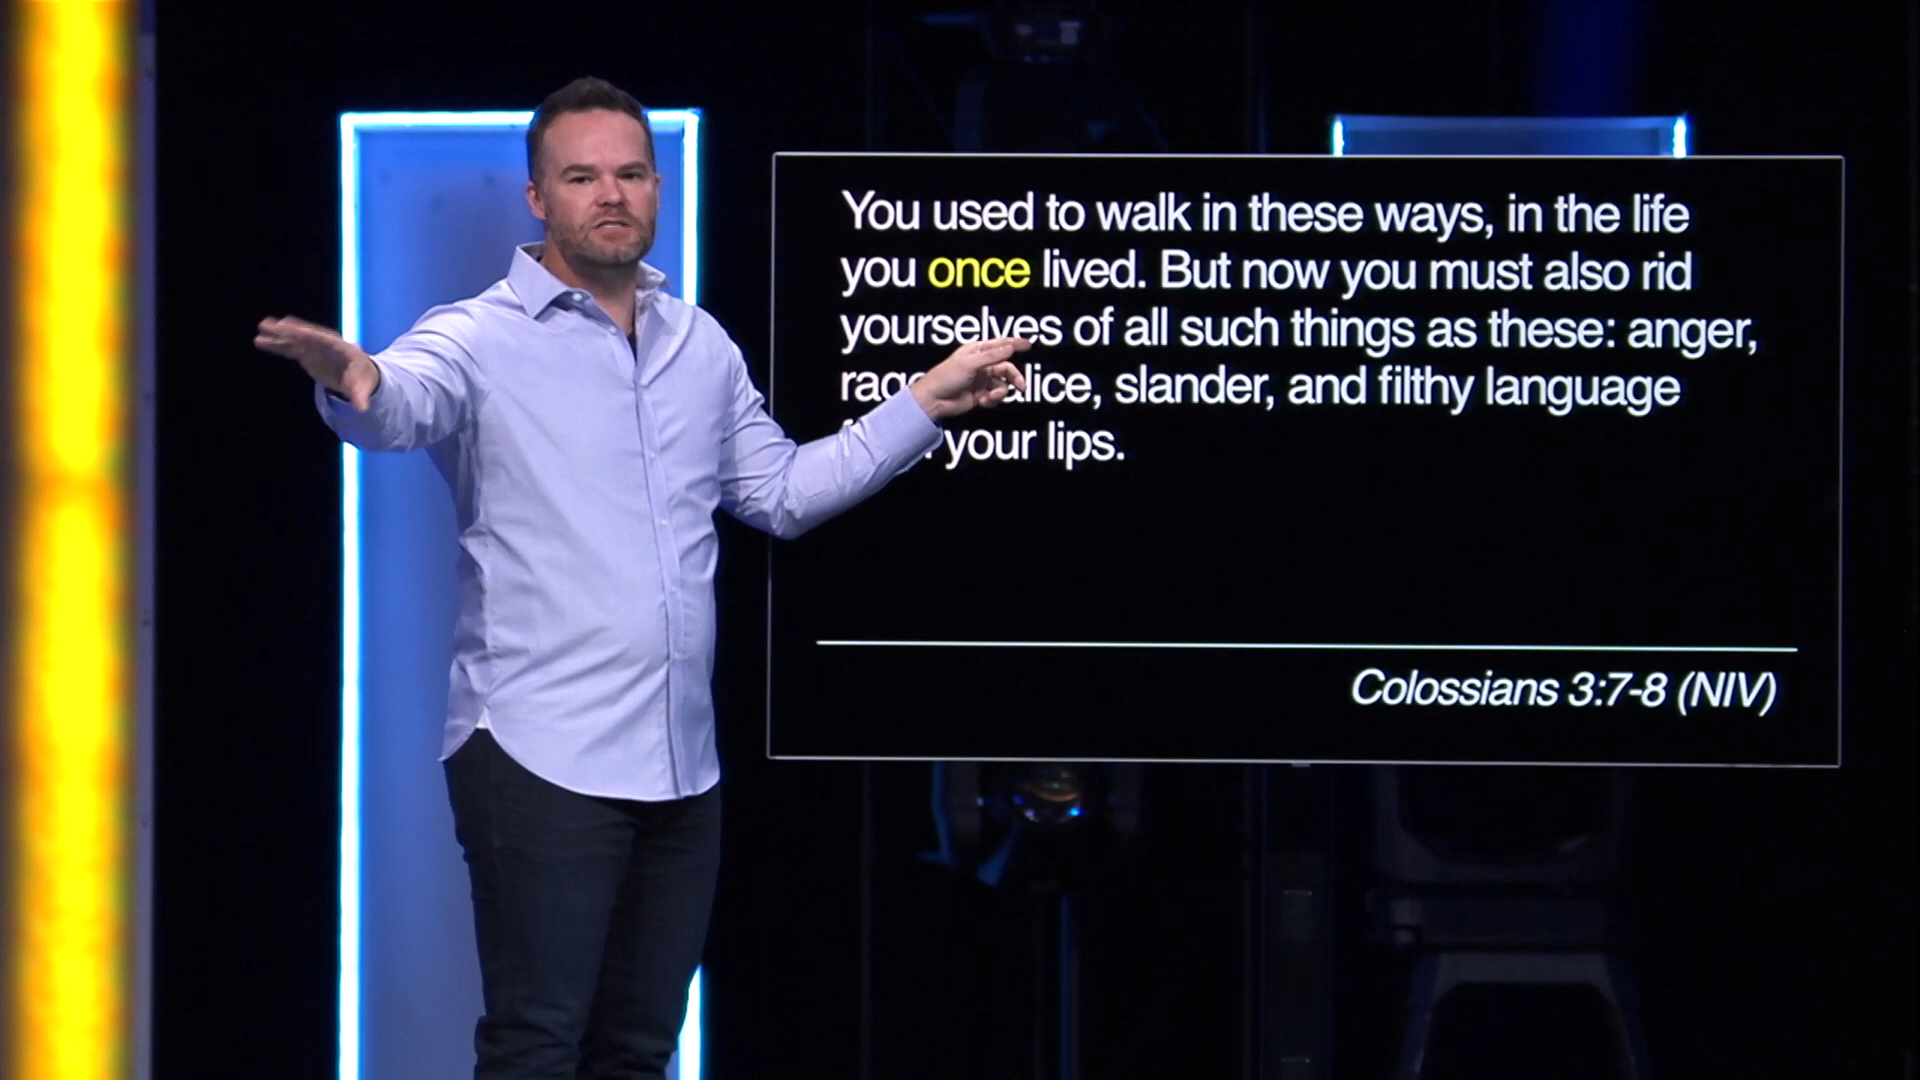 You used to walk in these ways, in the life
you once lived. But now you must also rid
yourselves of all such things as these: anger,
slander, and filthy language
your lips.
Colossians 3:7-8 (NIV)